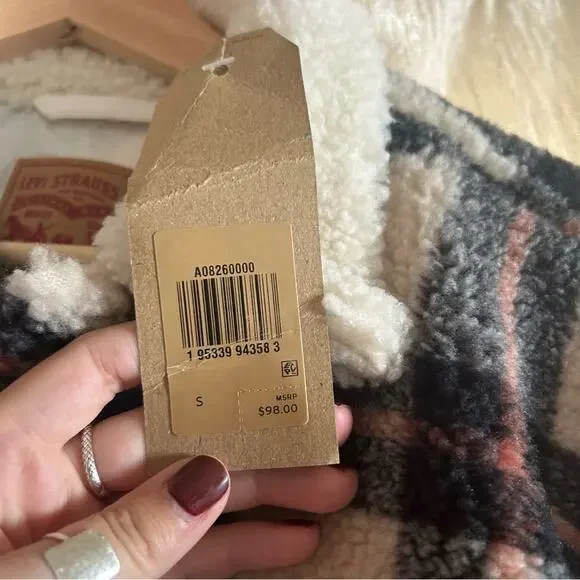 LEVI STRAUSS
A08260000
1 95339 94358 3
S
MSRP
$98.00